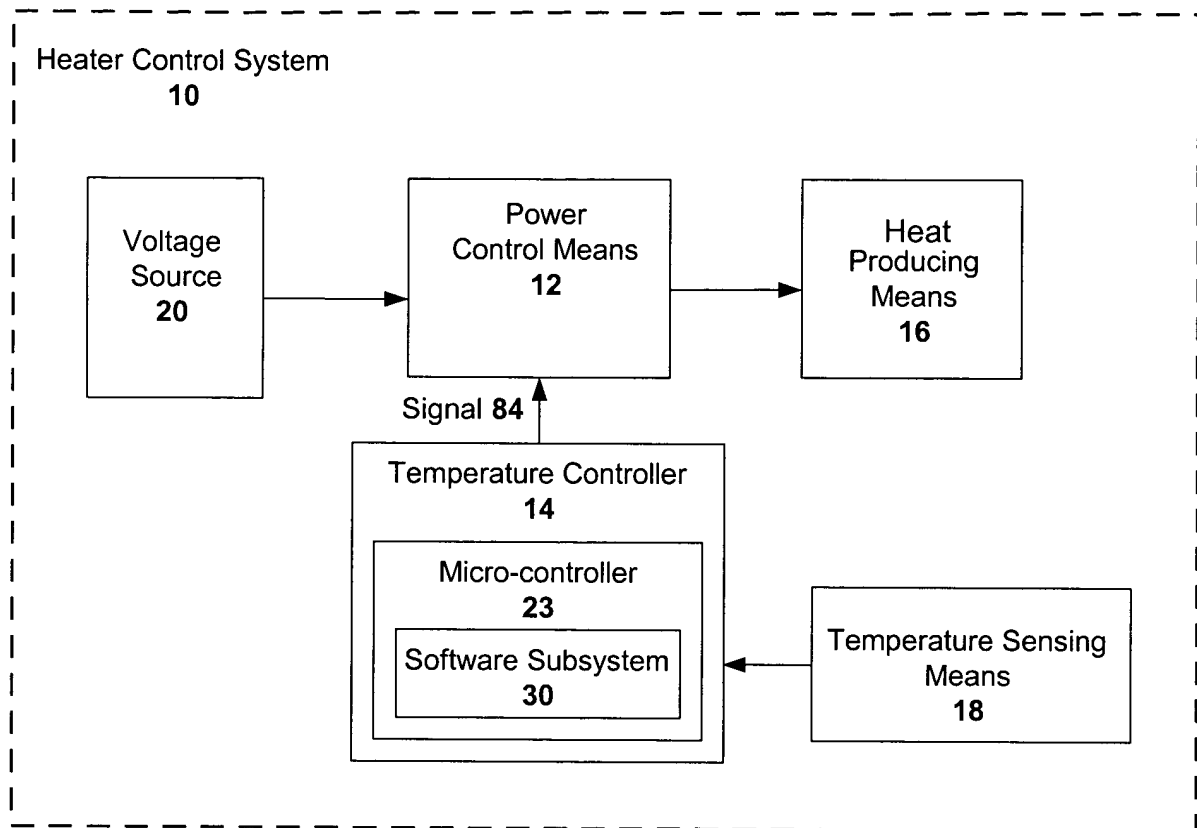 Heater Control System
10
Voltage
Source
20
Power
Control Means
12
Heat
Producing
Means
16
Signal 84
Temperature Controller
14
Micro-controller
23
Software Subsystem
30
Temperature Sensing
Means
18